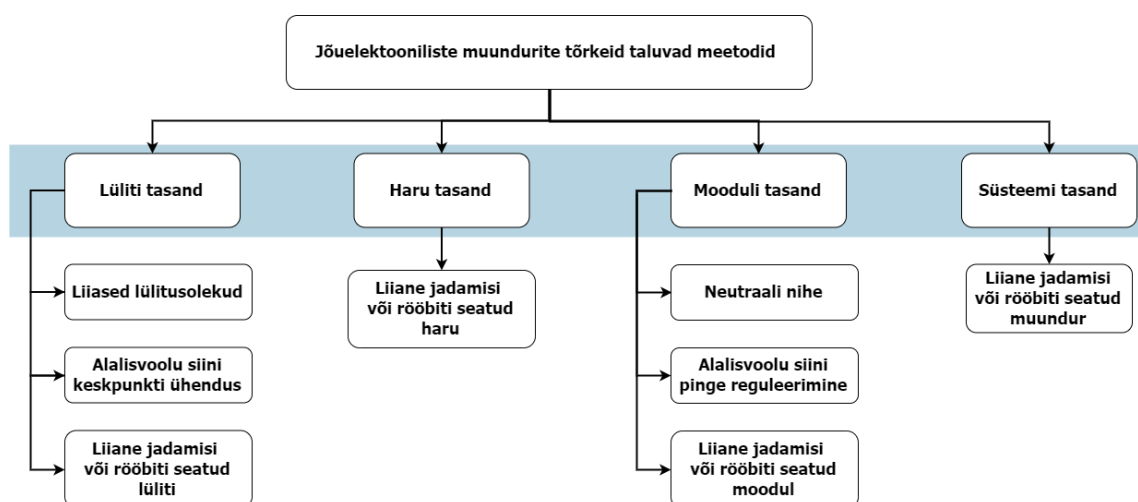 Jõuelektooniliste muundurite tõrkeid taluvad meetodid
Lüliti tasand
Haru tasand
Mooduli tasand
Süsteemi tasand
Liiased lülitusolekud
Alalisvoolu siini
keskpunkti ühendus
Liiane jadamisi
või rööbiti seatud
lüliti
Liiane jadamisi
või rööbiti seatud
haru
Neutraali nihe
Alalisvoolu siini
pinge reguleerimine
Liiane jadamisi
või rööbiti seatud
moodul
Liiane jadamisi
või rööbiti seatud
muundur